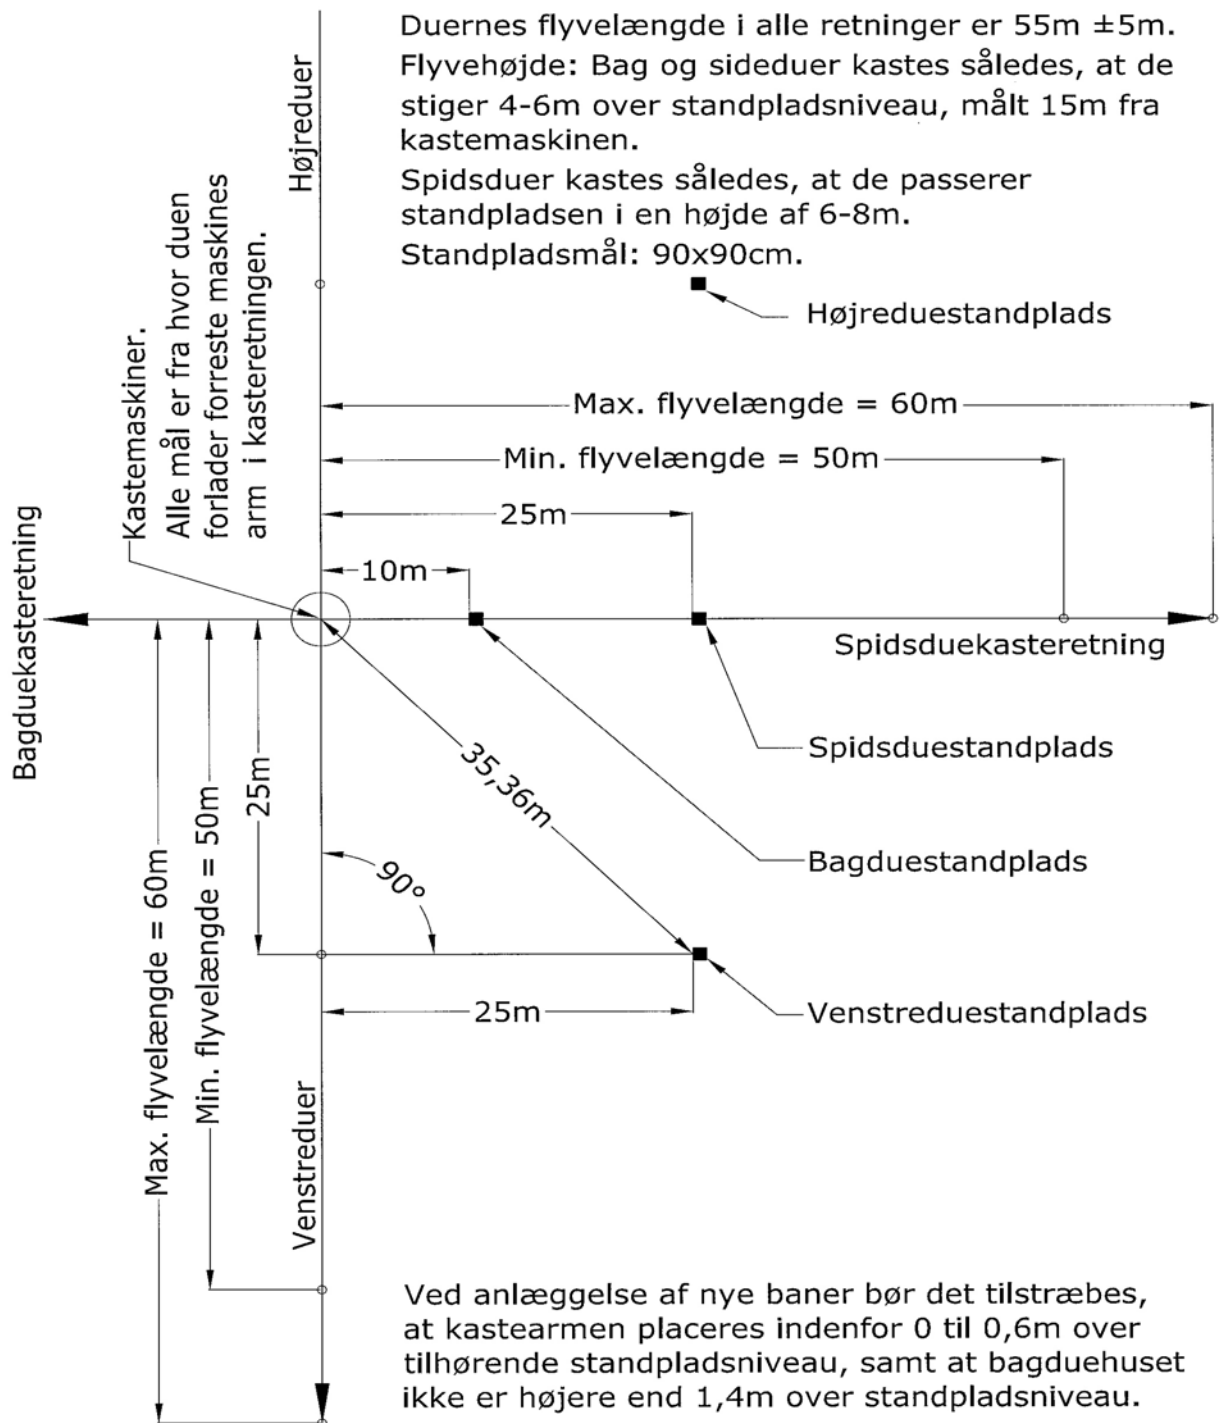 Duernes flyvelængde i alle retninger er 55m ±5m.
Flyvehøjde: Bag og sideduer kastes således, at de
stiger 4-6m over standpladsniveau, målt 15m fra
kastemaskinen.
Spidsduer kastes således, at de passerer
standpladsen i en højde af 6-8m.
Standpladsmål: 90x90cm.
Højreduer
Kastemaskiner.
Alle mål er fra hvor duen
forlader forreste maskines
arm i kasteretningen.
Højreduestandplads
Max. flyvelængde = 60m
Min. flyvelængde = 50m
25m
10m
Bagduekasteretning
Spidsduekasteretning
Spidsduestandplads
35,36m
Bagduestandplads
90°
25m
Venstreduestandplads
25m
Min. flyvelængde = 50m
Max. flyvelængde = 60m
Venstreduer
Ved anlæggelse af nye baner bør det tilstræbes,
at kastearmen placeres indenfor 0 til 0,6m over
tilhørende standpladsniveau, samt at bagduehuset
ikke er højere end 1,4m over standpladsniveau.